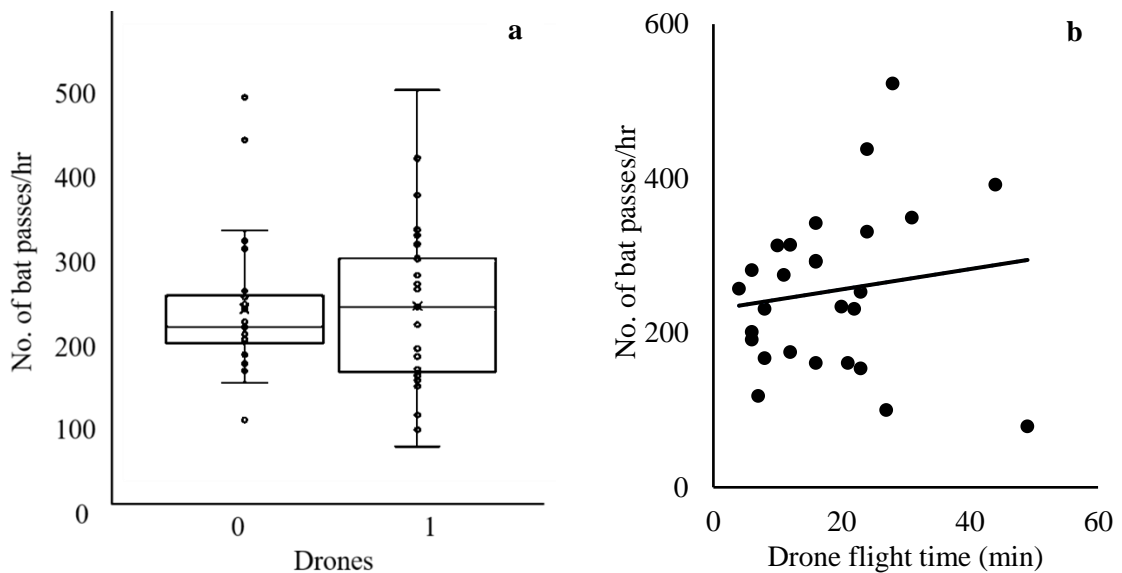 a
500
400
300
200
100
0
No. of bat passes/hr
0 1
Drones
b
600
400
200
0
No. of bat passes/hr
0 20 40 60
Drone flight time (min)